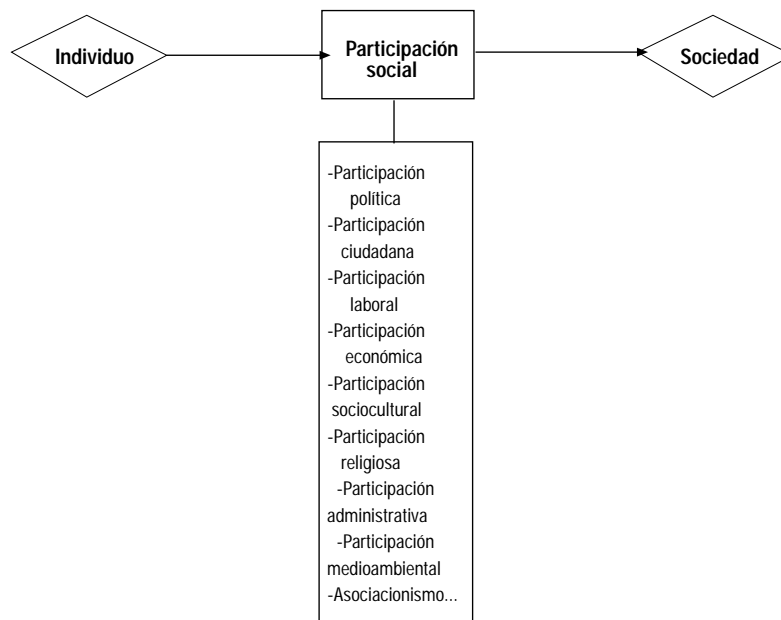 Individuo
Participación
social
Sociedad
-Participación
política
-Participación
ciudadana
-Participación
laboral
-Participación
económica
-Participación
sociocultural
-Participación
religiosa
-Participación
administrativa
-Participación
medioambiental
-Asociacionismo...